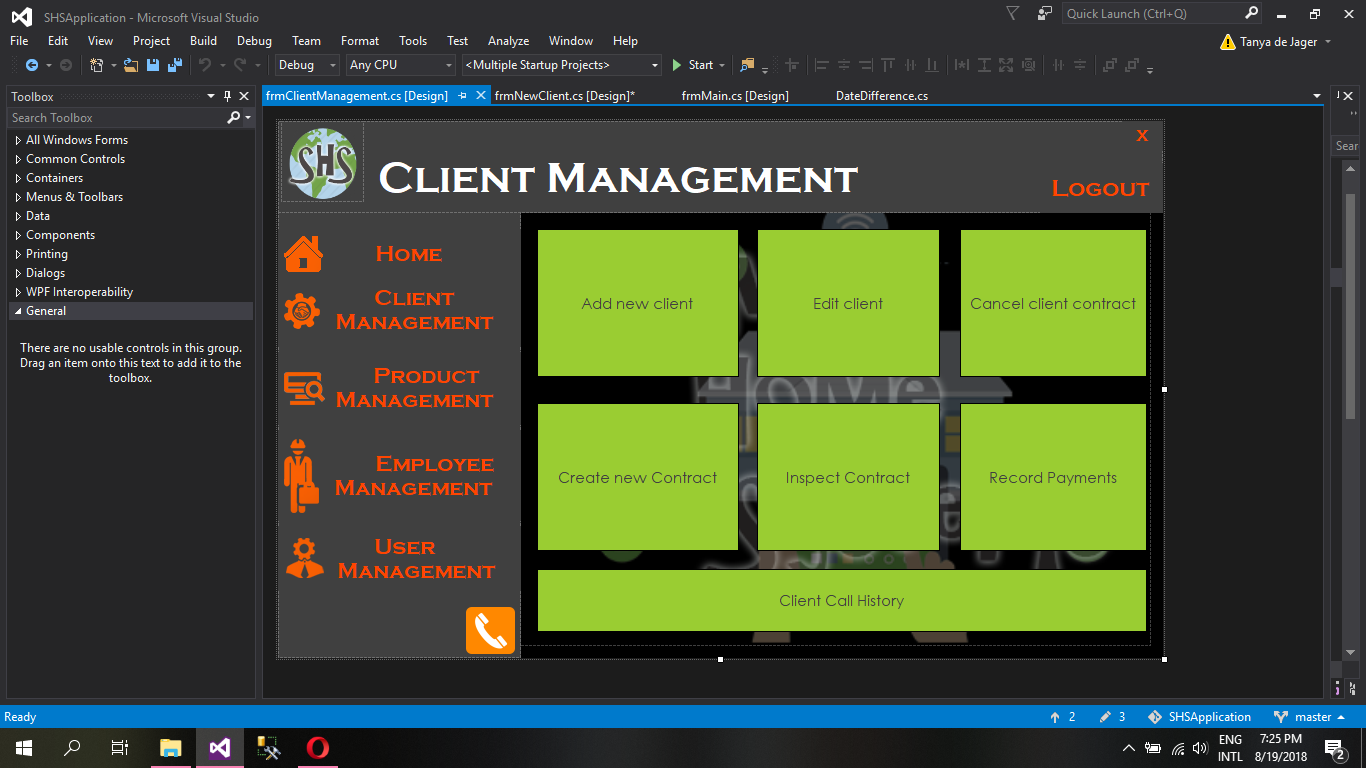 SHSApplication - Microsoft Visual Studio
Quick Launch (Ctrl+Q)
File Edit View Project Build Debug Team Format Tools Test Analyze Window Help
Tanya de Jager
Debug Any CPU <Multiple Startup Projects> Start
Toolbox
frmClientManagement.cs [Design] frmNewClient.cs [Design]* frmMain.cs [Design] DateDifference.cs
Search Toolbox
Sear
All Windows Forms
Common Controls
Containers
Menus & Toolbars
Data
Components
Printing
Dialogs
WPF Interoperability
General
There are no usable controls in this group.
Drag an item onto this text to add it to the
toolbox.
SHS
Client Management
X
Logout
Home
Client
Management
Product
Management
Employee
Management
User
Management
Add new client
Edit client
Cancel client contract
Home
Create new Contract
Inspect Contract
Record Payments
Client Call History
Ready
2
3
SHSApplication
master
ENG
INTL
7:25 PM
8/19/2018
2